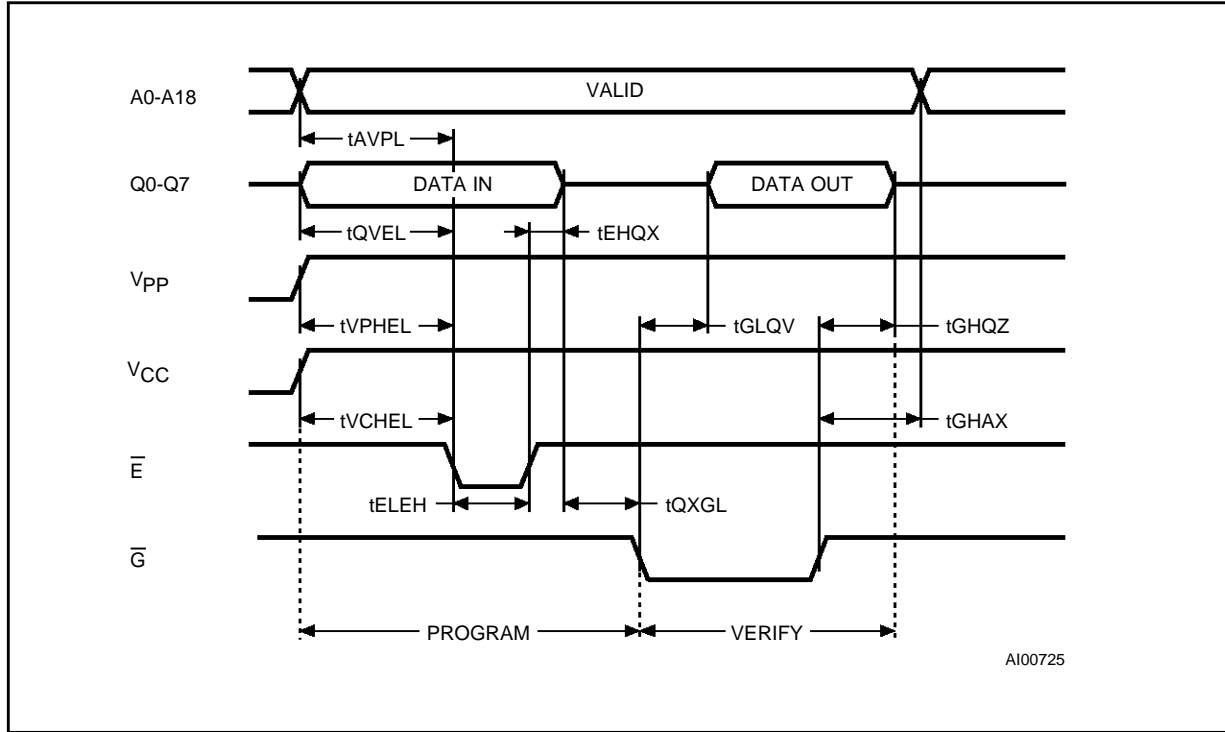 A0-A18
VALID
tAVPL
Q0-Q7
DATA IN
DATA OUT
tQVEL
tEHQX
VPP
tVPHEL
tGLQV
tGHQZ
VCC
tVCHEL
tGHAX
E̅
tELEH
tQXGL
G̅
PROGRAM
VERIFY
AI00725